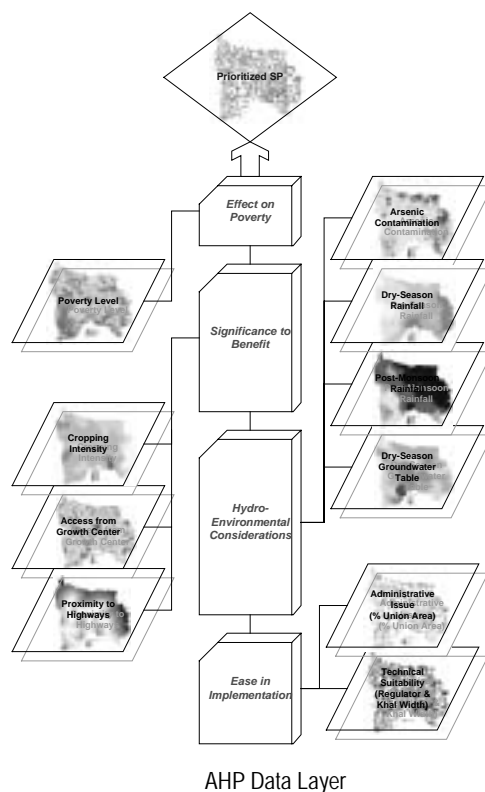 Prioritized SP
Effect on
Poverty
Arsenic
Contamination
Poverty Level
Dry-Season
Rainfall
Significance to
Benefit
Post-Monsoon
Rainfall
Cropping
Intensity
Dry-Season
Groundwater
Table
Access from
Growth Center
Hydro-
Environmental
Considerations
Proximity to
Highways
Administrative
Issue
(% Union Area)
Ease in
Implementation
Technical
Suitability
(Regulator &
Khal Width)
AHP Data Layer